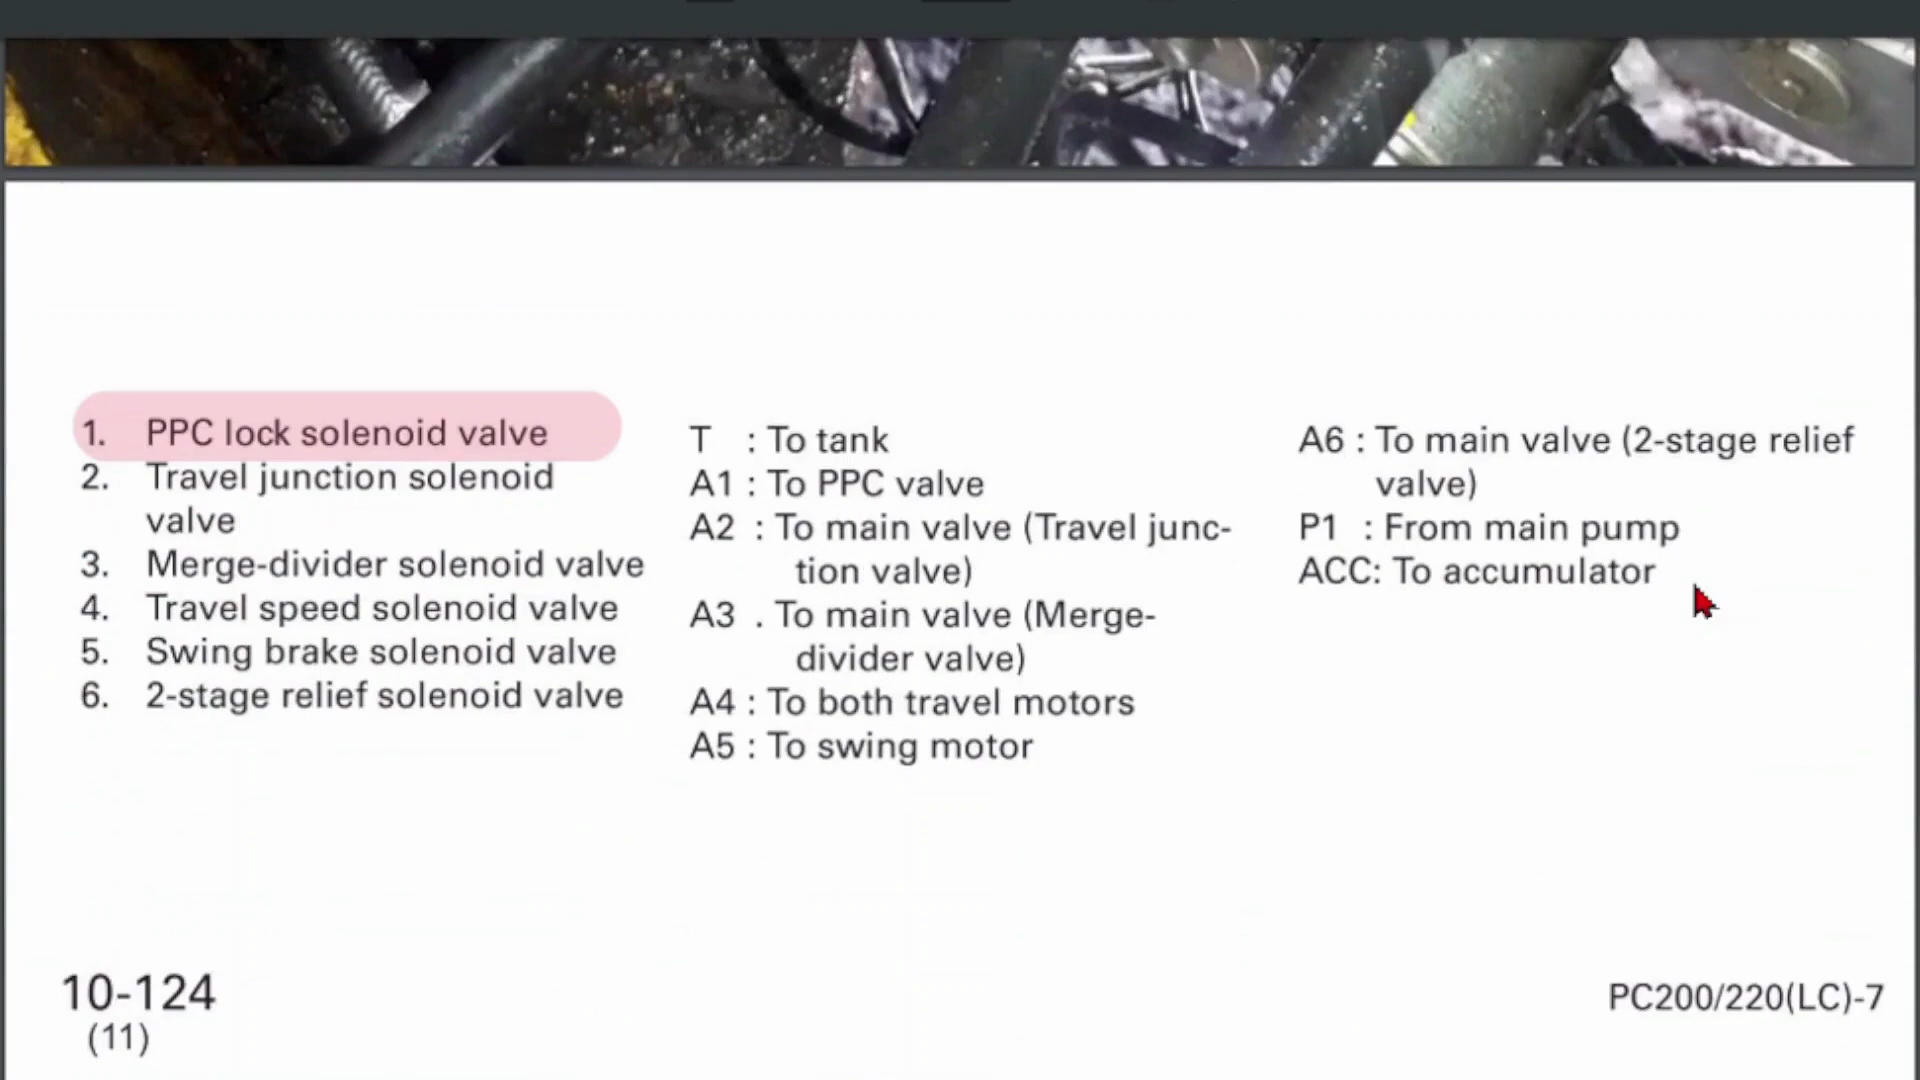 1. PPC lock solenoid valve
2. Travel junction solenoid
valve
3. Merge-divider solenoid valve
4. Travel speed solenoid valve
5. Swing brake solenoid valve
6. 2-stage relief solenoid valve
T : To tank
A1 : To PPC valve
A2 : To main valve (Travel junc-
tion valve)
A3 . To main valve (Merge-
divider valve)
A4 : To both travel motors
A5 : To swing motor
A6 : To main valve (2-stage relief
valve)
P1 : From main pump
ACC: To accumulator
10-124
(11)
PC200/220(LC)-7